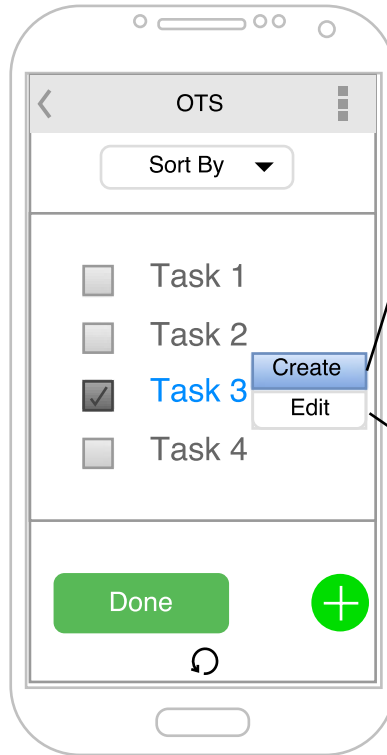 OTS
Sort By
Task 1
Task 2
Task 3
Create
Edit
Task 4
Done